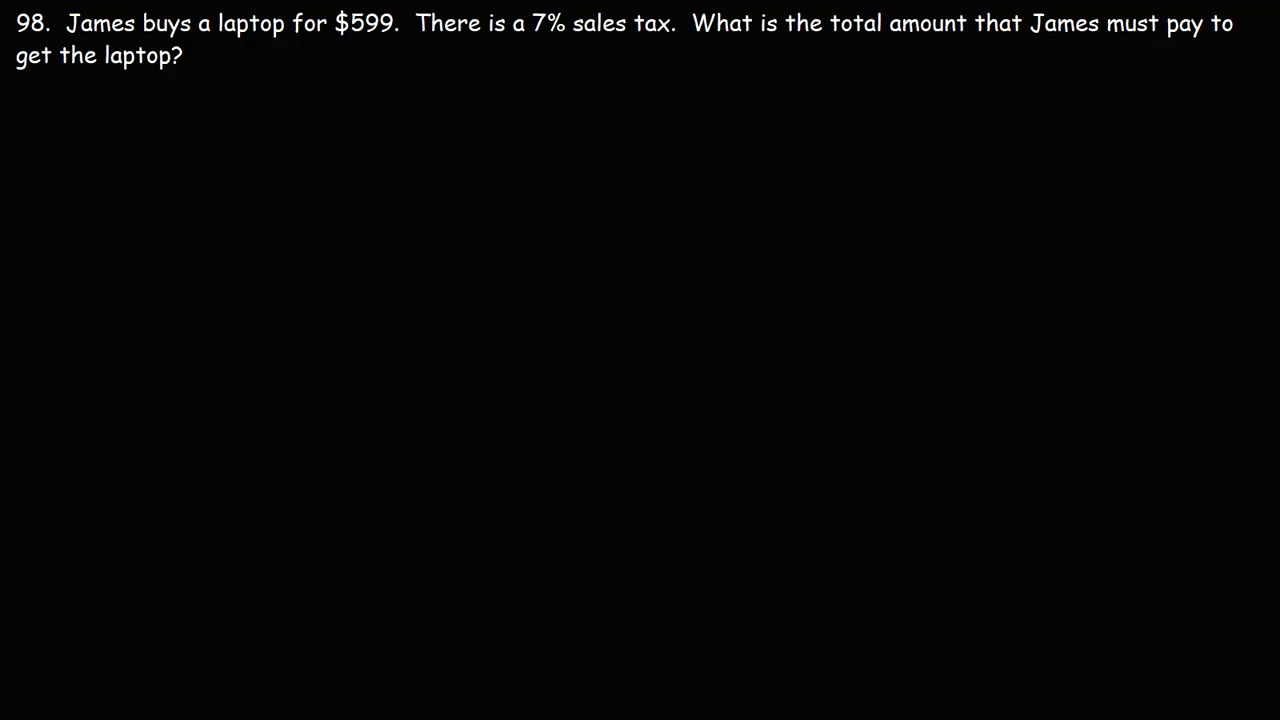 98.  James buys a laptop for $599.  There is a 7% sales tax.  What is the total amount that James must pay to
get the laptop?